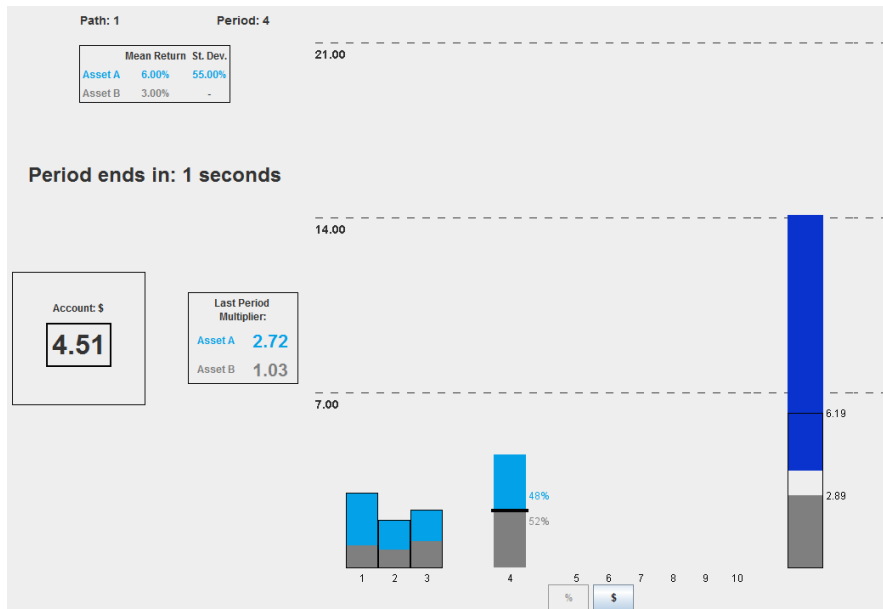 Path: 1 Period: 4
Mean Return St. Dev.
Asset A 6.00% 55.00%
Asset B 3.00% -
21.00
Period ends in: 1 seconds
14.00
Account: $
4.51
Last Period
Multiplier:
Asset A 2.72
Asset B 1.03
7.00
6.19
48%
2.89
52%
1 2 3 4 5 6 7 8 9 10
% $